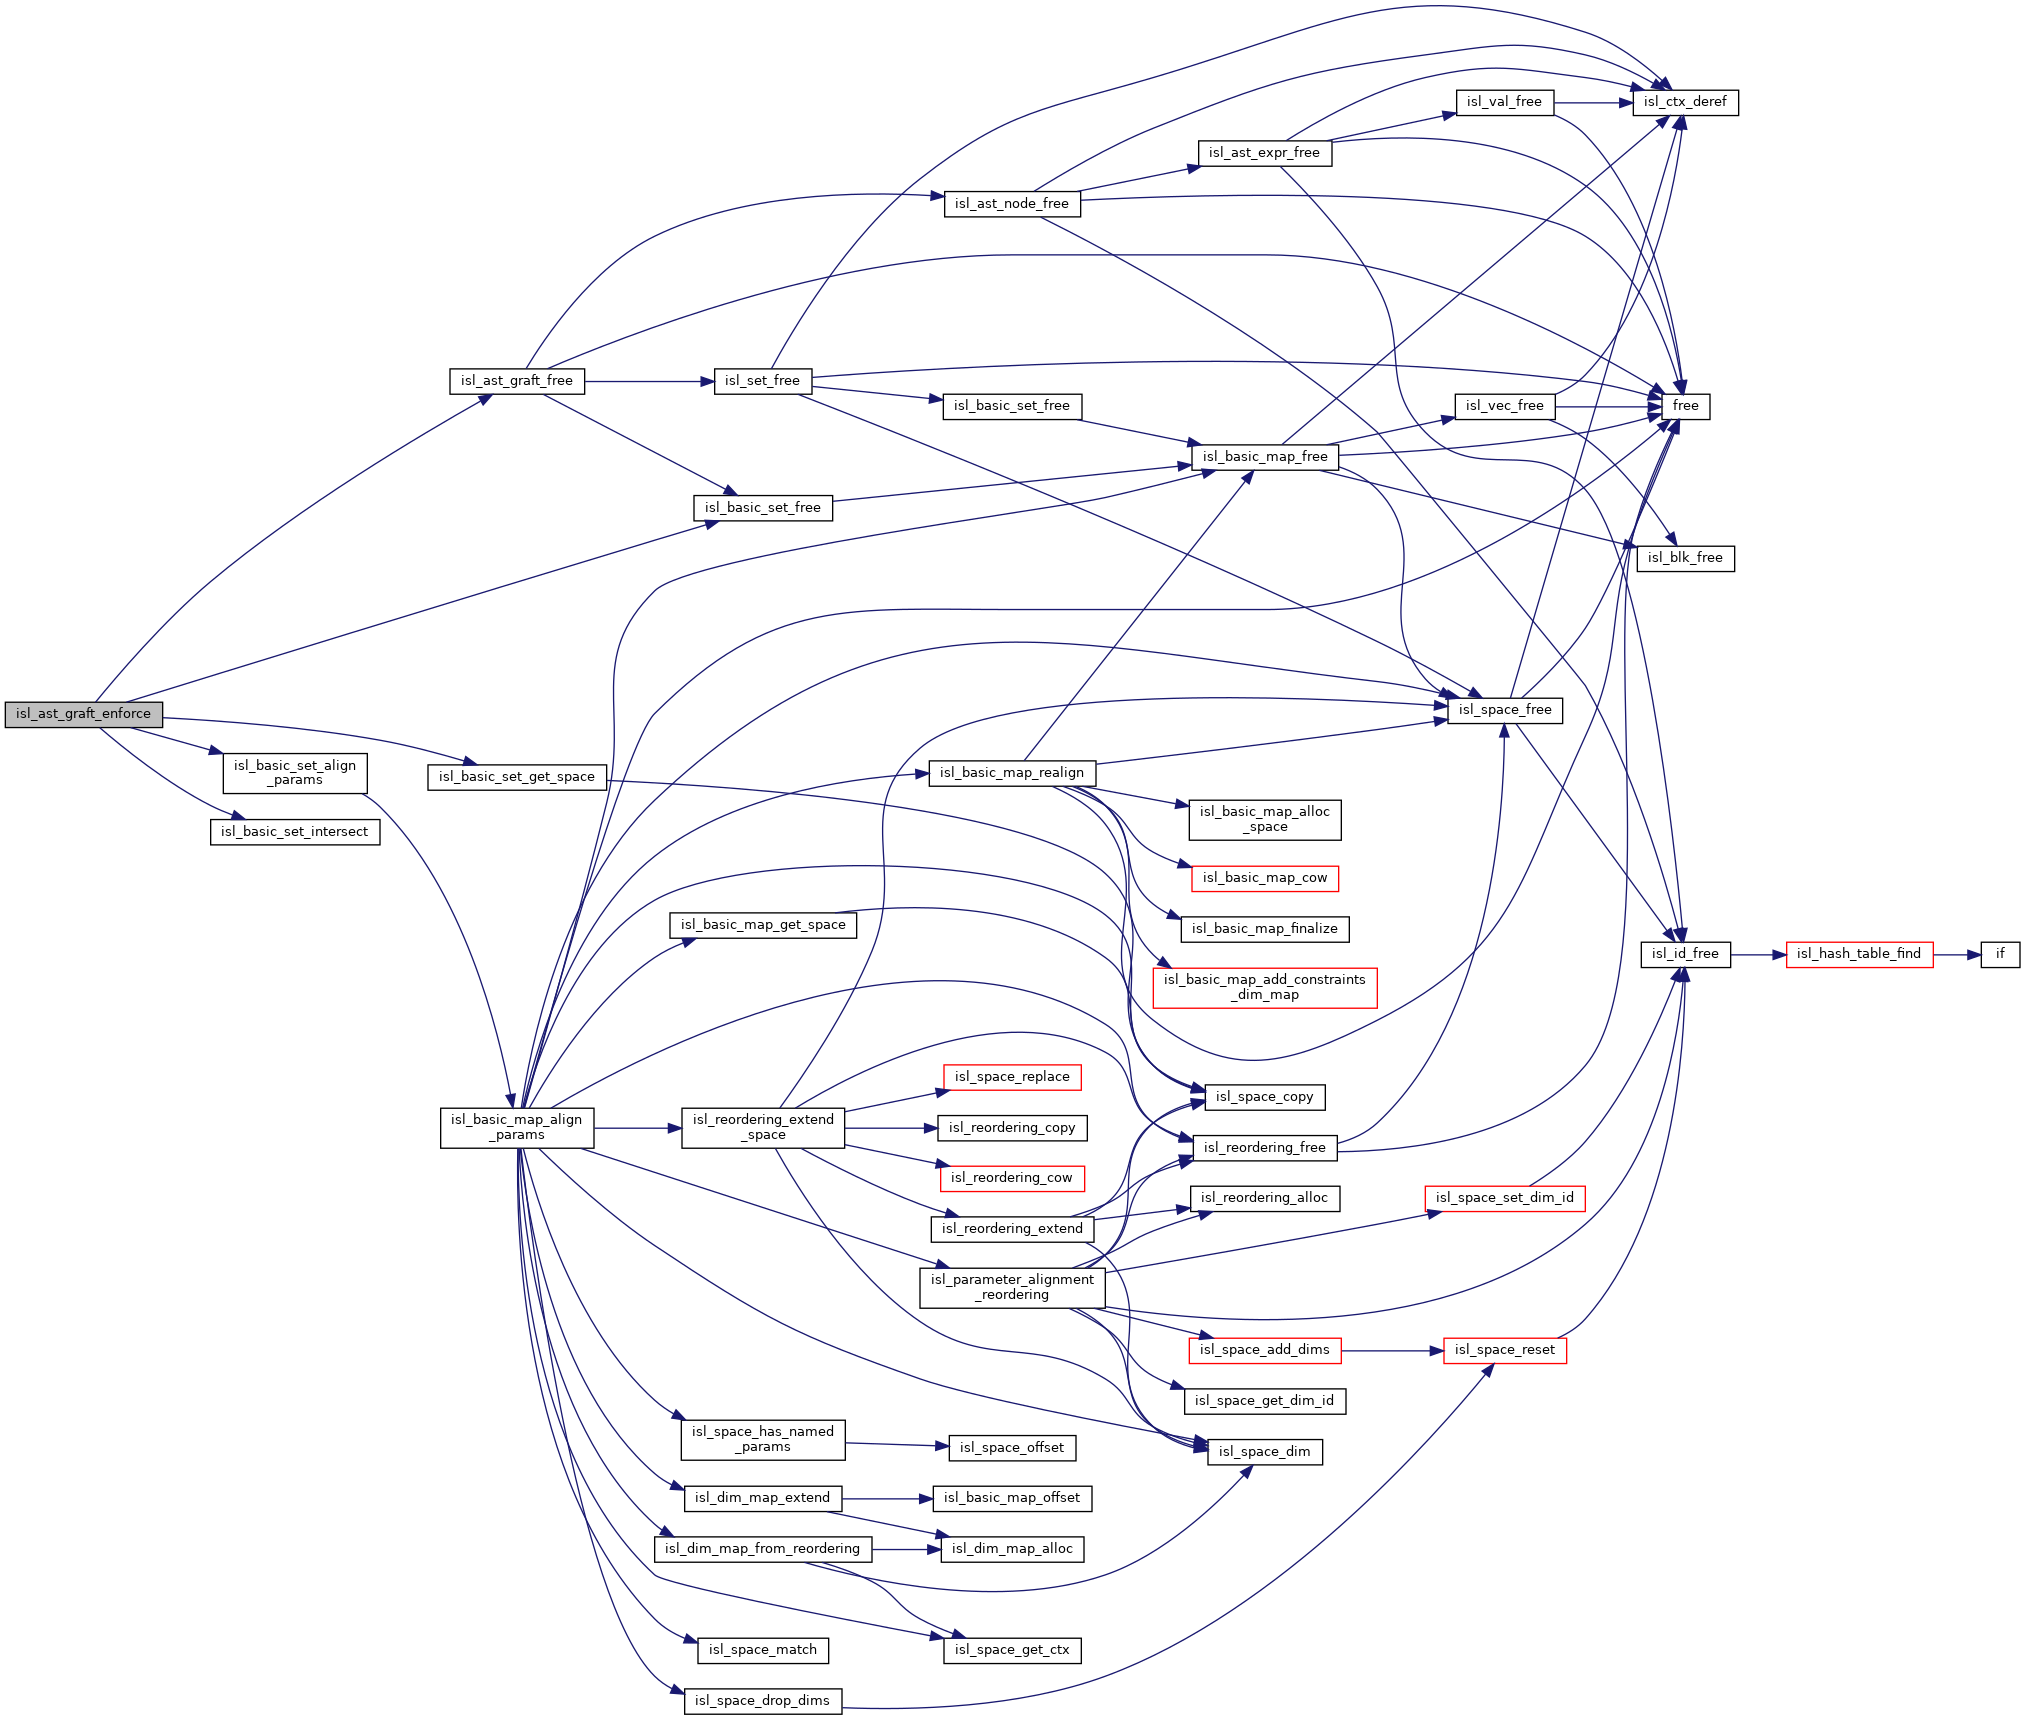 isl_ctx_deref
isl_val_free
isl_ast_expr_free
isl_ast_node_free
isl_ast_graft_free
isl_set_free
isl_basic_set_free
isl_vec_free
free
isl_basic_map_free
isl_basic_set_free
isl_blk_free
isl_ast_graft_enforce
isl_space_free
isl_basic_set_align
_params
isl_basic_set_get_space
isl_basic_map_realign
isl_basic_map_alloc
_space
isl_basic_set_intersect
isl_basic_map_cow
isl_basic_map_get_space
isl_basic_map_finalize
isl_id_free
isl_hash_table_find
if
isl_basic_map_add_constraints
_dim_map
isl_space_replace
isl_space_copy
isl_basic_map_align
_params
isl_reordering_extend
_space
isl_reordering_copy
isl_reordering_free
isl_reordering_cow
isl_reordering_alloc
isl_space_set_dim_id
isl_reordering_extend
isl_parameter_alignment
_reordering
isl_space_add_dims
isl_space_reset
isl_space_get_dim_id
isl_space_has_named
_params
isl_space_offset
isl_space_dim
isl_dim_map_extend
isl_basic_map_offset
isl_dim_map_from_reordering
isl_dim_map_alloc
isl_space_match
isl_space_get_ctx
isl_space_drop_dims